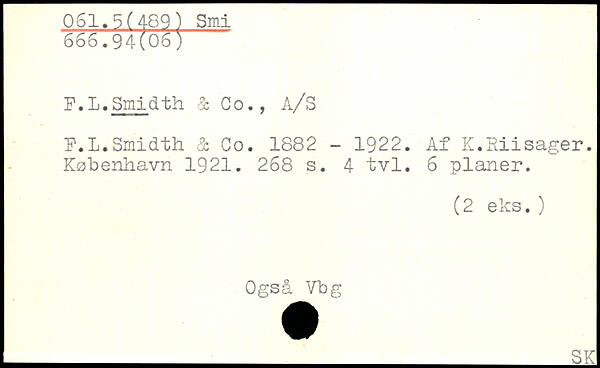 061.5(489) Smi
666.94(06)
F.L.Smidth & Co., A/S
F.L.Smidth & Co. 1882 - 1922. Af K.Riisager.
København 1921. 268 s. 4 tvl. 6 planer.
(2 eks.)
Også Vbg
SK